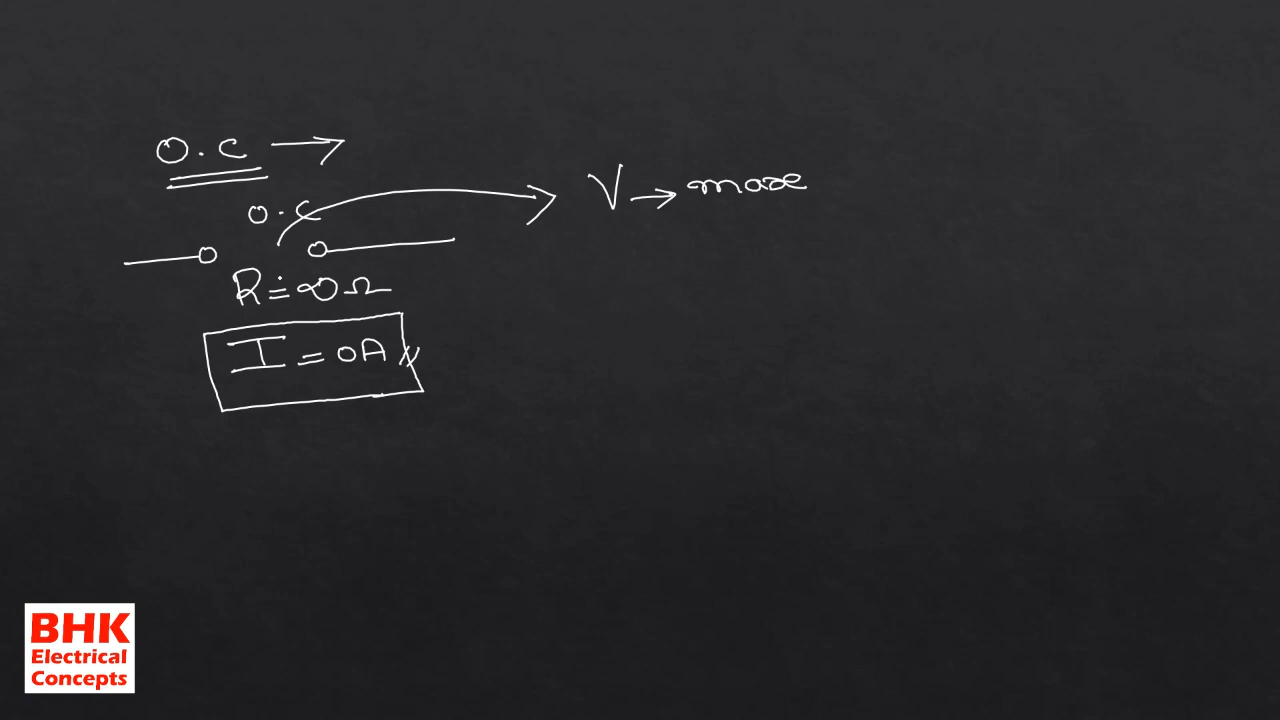 O.C →
O.C
V → max
R = ∞ Ω
I = 0A
BHK
Electrical
Concepts